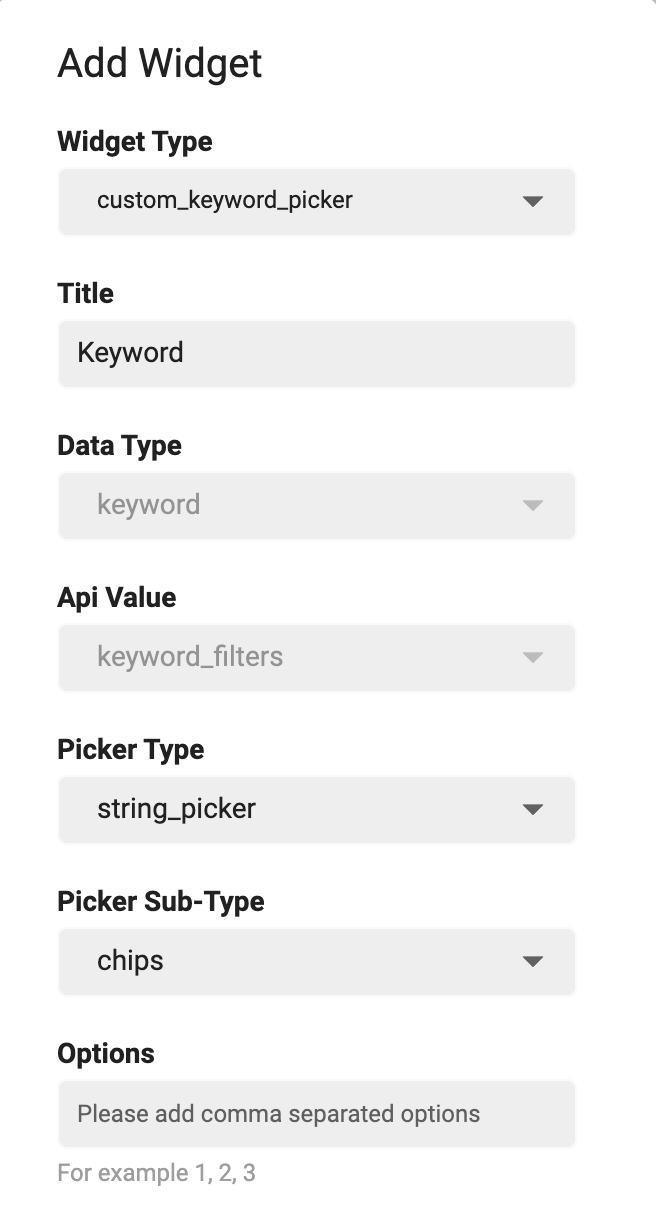 Add Widget
Widget Type
custom_keyword_picker
Title
Keyword
Data Type
keyword
Api Value
keyword_filters
Picker Type
string_picker
Picker Sub-Type
chips
Options
Please add comma separated options
For example 1, 2, 3